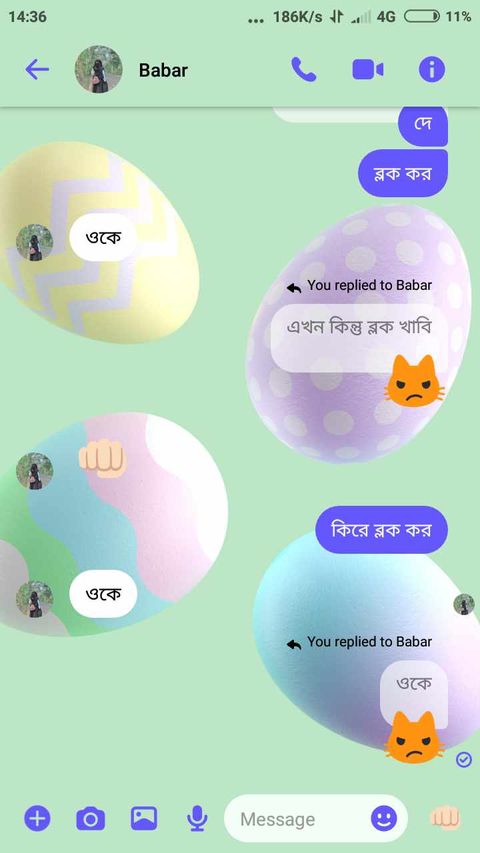 14:36 ... 186K/s 4G 11%
Babar
দে
ব্লক কর
ওকে
You replied to Babar
এখন কিন্তু ব্লক খাবি
কিরে ব্লক কর
ওকে
You replied to Babar
ওকে
Message